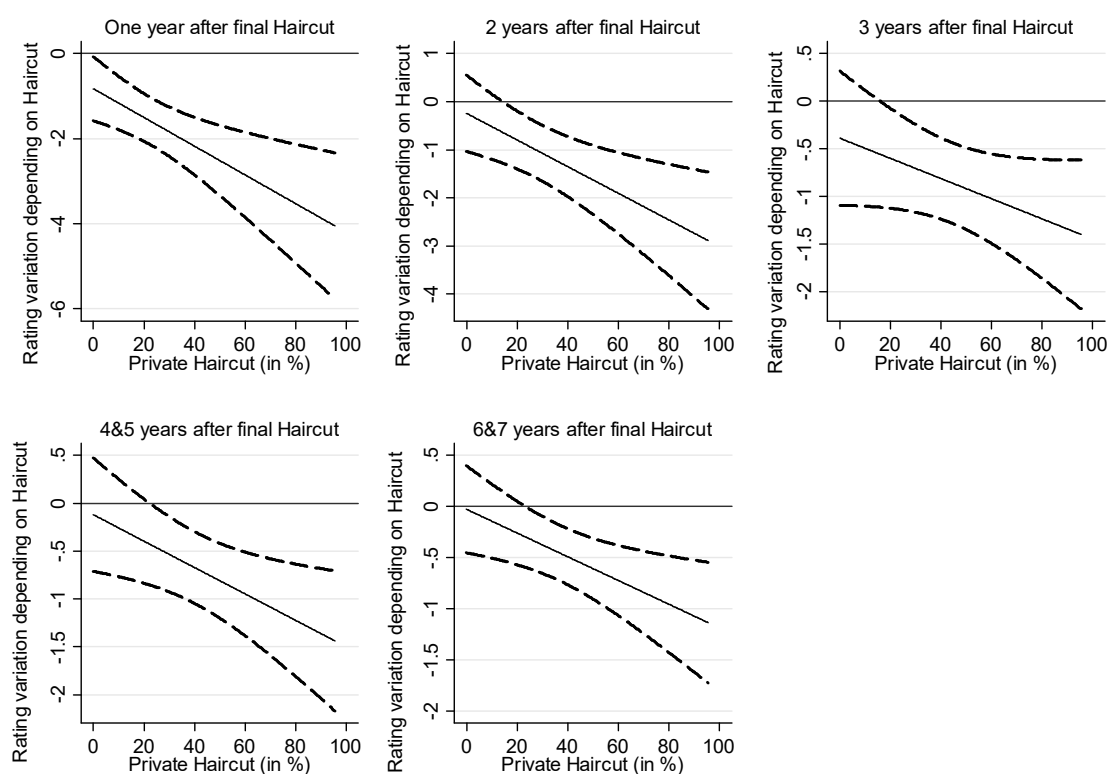 One year after final Haircut
Rating variation depending on Haircut
0
-2
-4
-6
0 20 40 60 80 100
Private Haircut (in %)
2 years after final Haircut
Rating variation depending on Haircut
1
0
-1
-2
-3
-4
0 20 40 60 80 100
Private Haircut (in %)
3 years after final Haircut
Rating variation depending on Haircut
.5
0
-.5
-1
-1.5
-2
0 20 40 60 80 100
Private Haircut (in %)
4&5 years after final Haircut
Rating variation depending on Haircut
.5
0
-.5
-1
-1.5
-2
0 20 40 60 80 100
Private Haircut (in %)
6&7 years after final Haircut
Rating variation depending on Haircut
.5
0
-.5
-1
-1.5
-2
0 20 40 60 80 100
Private Haircut (in %)